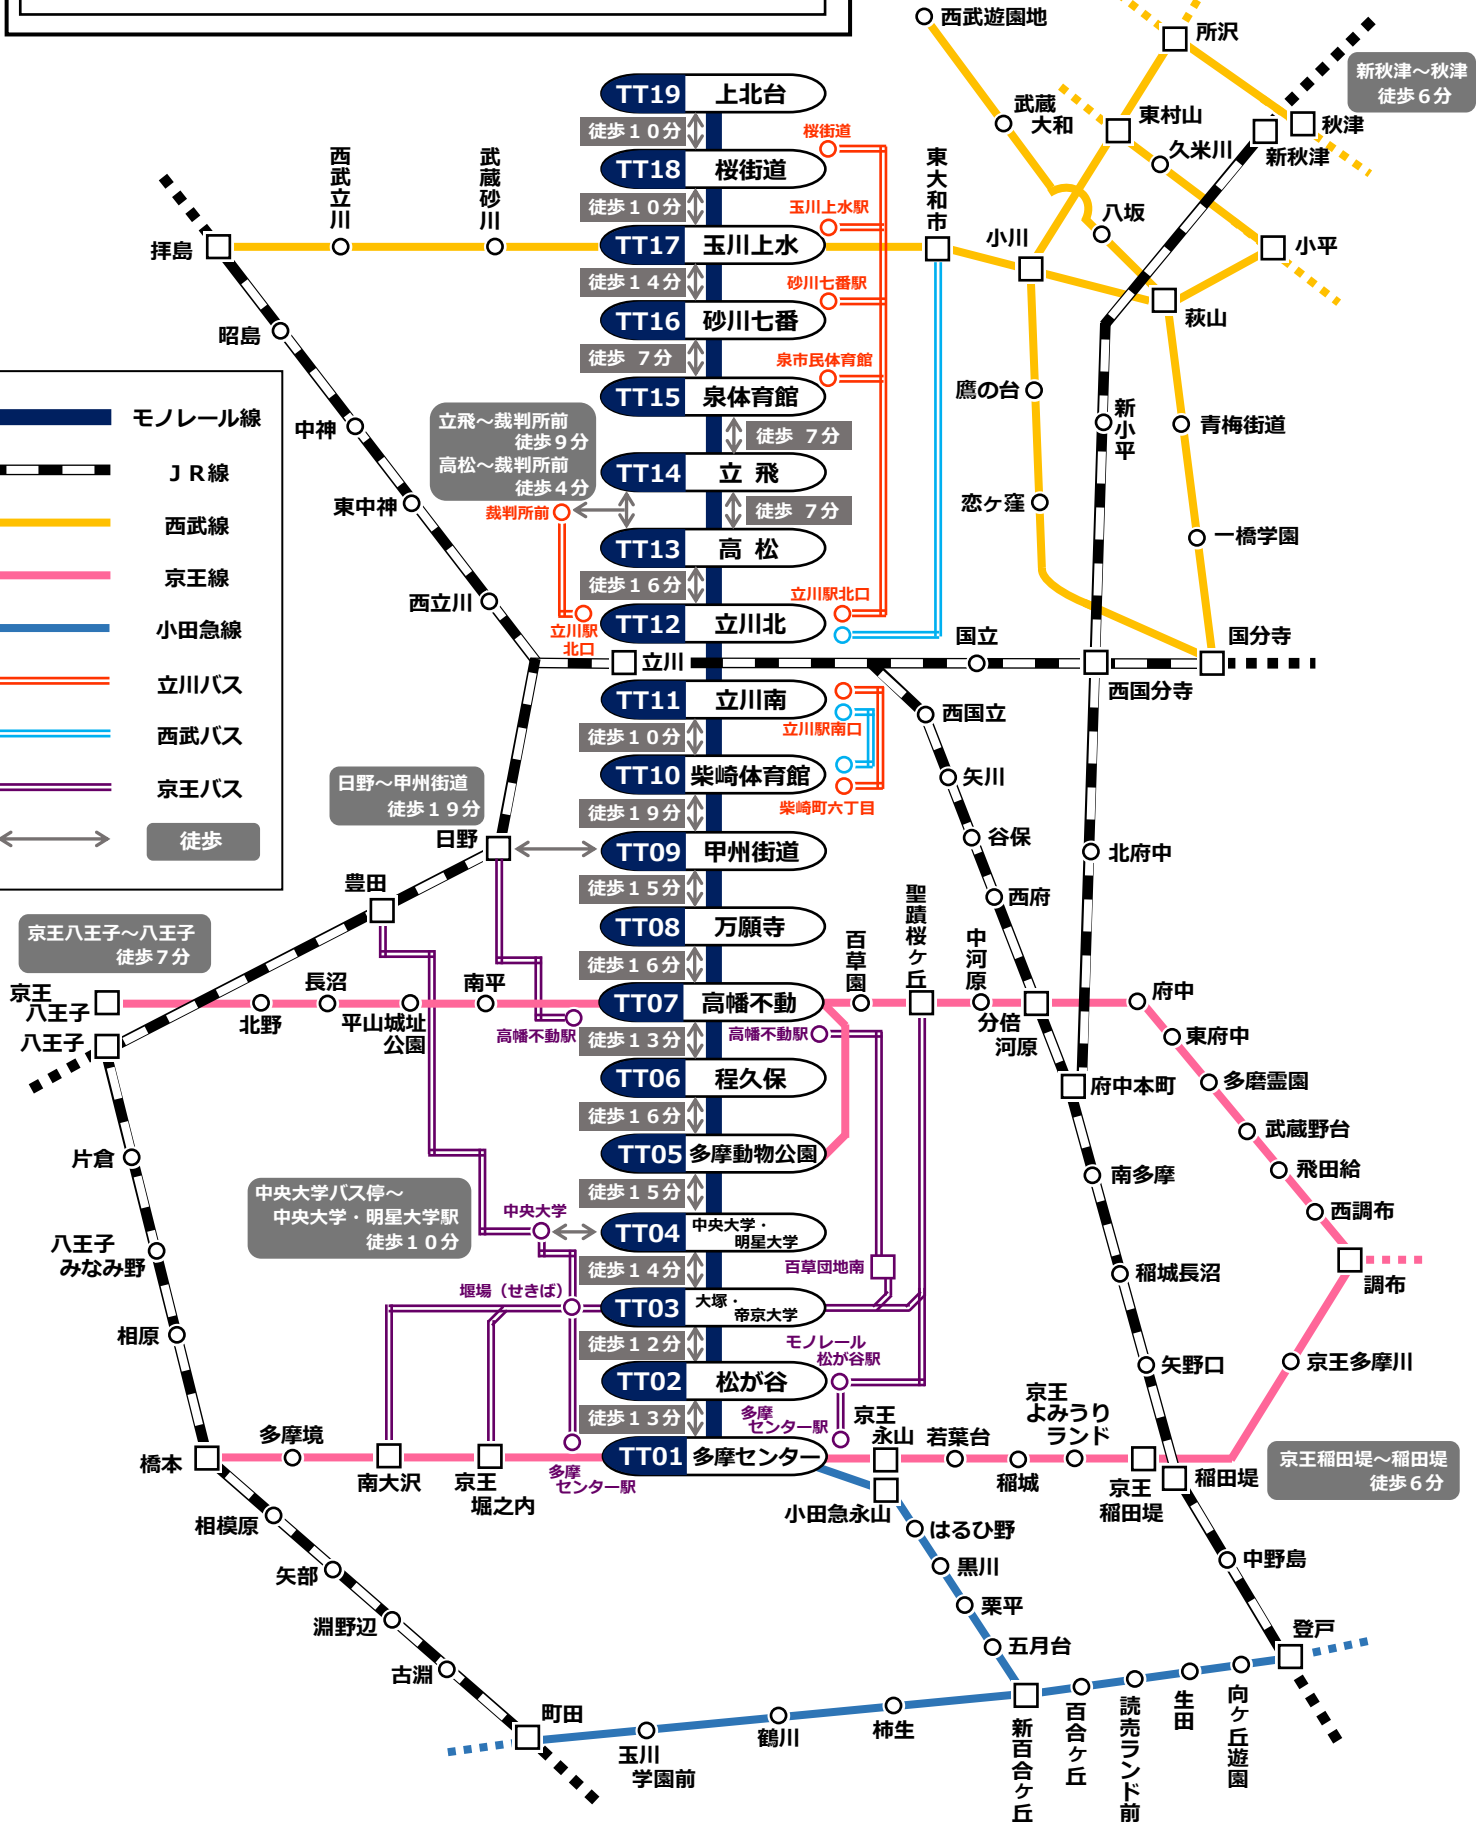 西武遊園地
所沢
新秋津～秋津
徒歩６分
武蔵
大和
東村山
秋津
久米川
新秋津
八坂
小平
小川
萩山
東大和市
鷹の台
新小平
青梅街道
恋ヶ窪
一橋学園
国分寺
西国分寺
国立
TT19 上北台
徒歩１０分
桜街道
TT18 桜街道
徒歩１０分
玉川上水駅
西武立川
武蔵砂川
拝島
TT17 玉川上水
徒歩１４分
砂川七番駅
TT16 砂川七番
徒歩 ７分
泉市民体育館
TT15 泉体育館
徒歩 ７分
昭島
中神
東中神
西立川
立飛～裁判所前
徒歩９分
高松～裁判所前
徒歩４分
裁判所前
TT14 立 飛
徒歩 ７分
TT13 高 松
徒歩１６分
立川駅北口
立川駅
北口
TT12 立川北
立川
モノレール線
ＪＲ線
西武線
京王線
小田急線
立川バス
西武バス
京王バス
徒歩
TT11 立川南
徒歩１０分
立川駅南口
TT10 柴崎体育館
柴崎町六丁目
徒歩１９分
日野～甲州街道
徒歩１９分
日野
TT09 甲州街道
徒歩１５分
TT08 万願寺
徒歩１６分
西国立
矢川
谷保
西府
北府中
豊田
京王八王子～八王子
徒歩７分
京王
八王子
八王子
北野
長沼
平山城址
公園
南平
高幡不動駅
TT07 高幡不動
百草園
聖蹟桜ヶ丘
中河原
分倍
河原
府中
東府中
多磨霊園
武蔵野台
飛田給
西調布
調布
京王多摩川
府中本町
南多摩
稲城長沼
矢野口
徒歩１３分
高幡不動駅
TT06 程久保
徒歩１６分
TT05 多摩動物公園
徒歩１５分
中央大学バス停～
中央大学・明星大学駅
徒歩１０分
中央大学
TT04 中央大学・
明星大学
徒歩１４分
百草団地南
堰場（せきば）
TT03 大塚・
帝京大学
徒歩１２分
モノレール
松が谷駅
TT02 松が谷
徒歩１３分
多摩
センター駅
TT01 多摩センター
多摩
センター駅
片倉
八王子
みなみ野
相原
橋本
多摩境
南大沢
京王
堀之内
京王
永山
若葉台
稲城
京王
よみうり
ランド
京王
稲田堤
稲田堤
京王稲田堤～稲田堤
徒歩６分
小田急永山
はるひ野
黒川
栗平
五月台
中野島
登戸
相模原
矢部
淵野辺
古淵
町田
玉川
学園前
鶴川
柿生
新百合ヶ丘
百合ヶ丘
読売ランド前
生田
向ヶ丘遊園